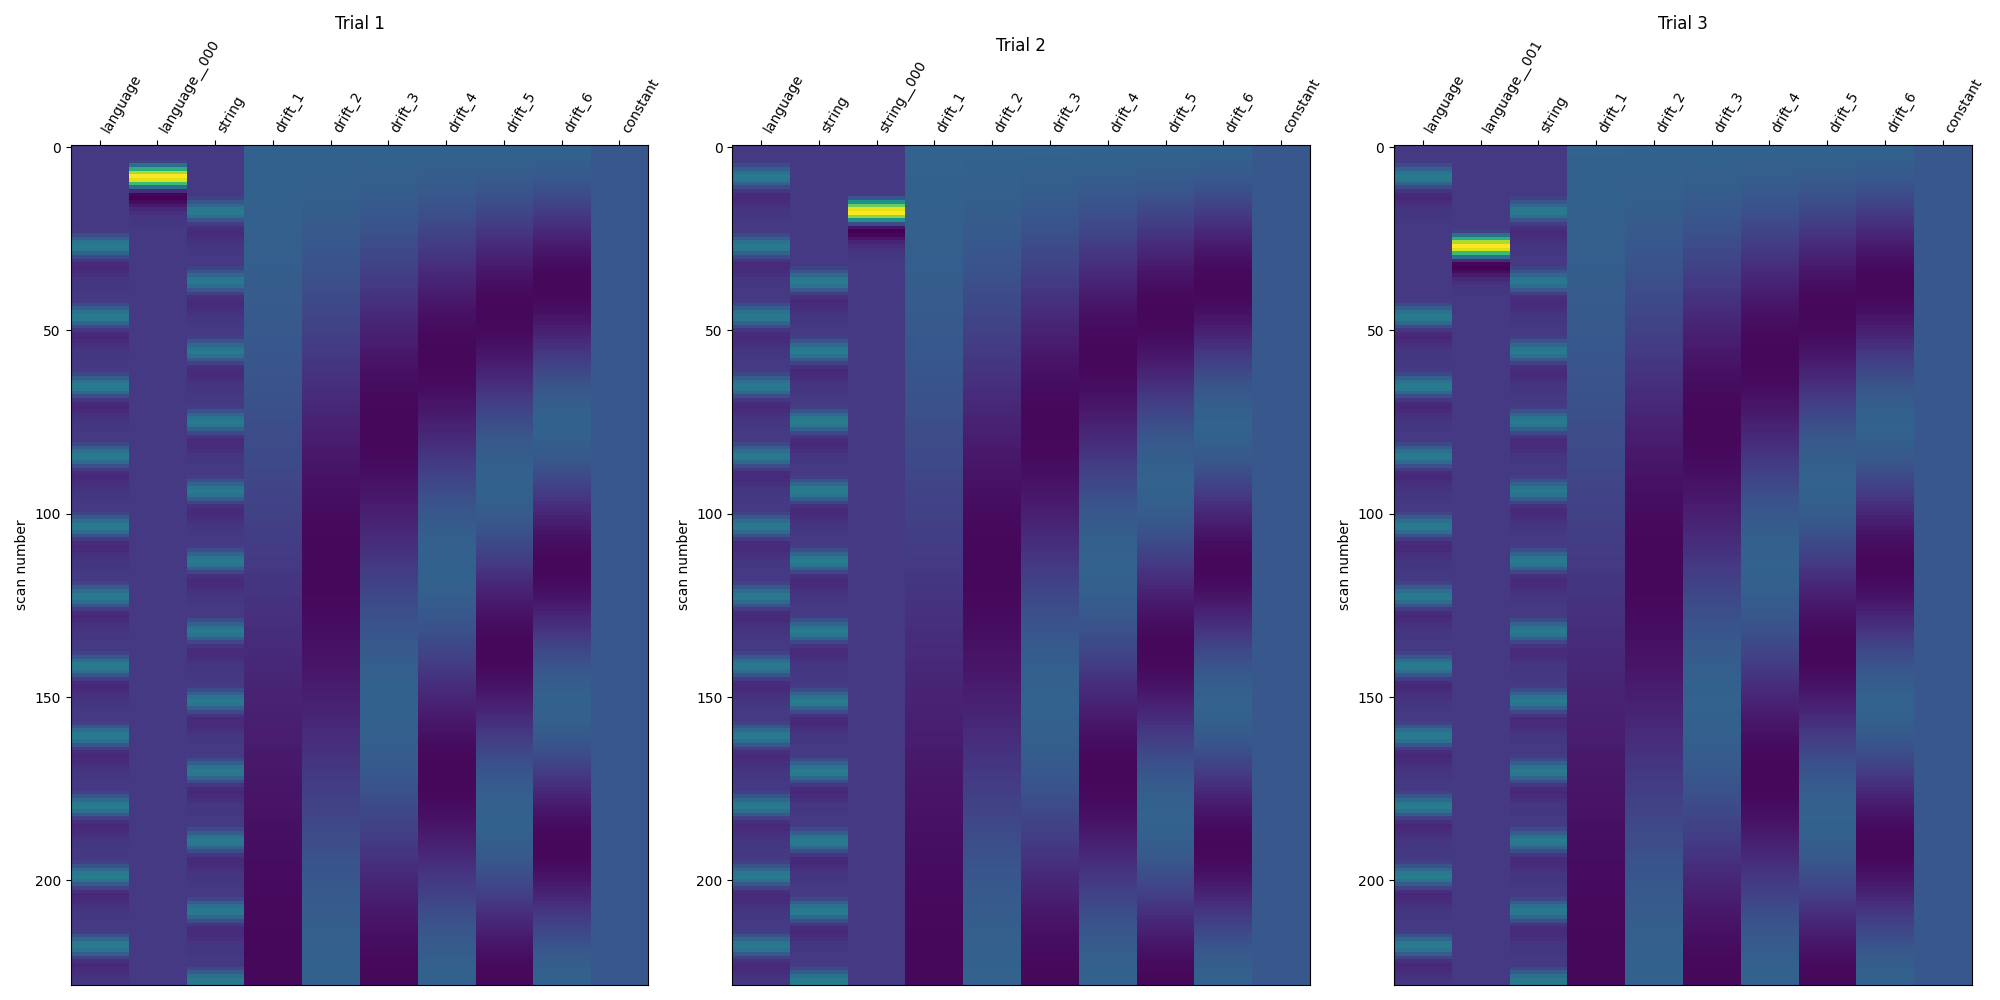 Trial 1
language
language__000
string
drift_1
drift_2
drift_3
drift_4
drift_5
drift_6
constant
0
50
100
150
200
scan number
Trial 2
language
string
string__000
drift_1
drift_2
drift_3
drift_4
drift_5
drift_6
constant
0
50
100
150
200
scan number
Trial 3
language
language__001
string
drift_1
drift_2
drift_3
drift_4
drift_5
drift_6
constant
0
50
100
150
200
scan number